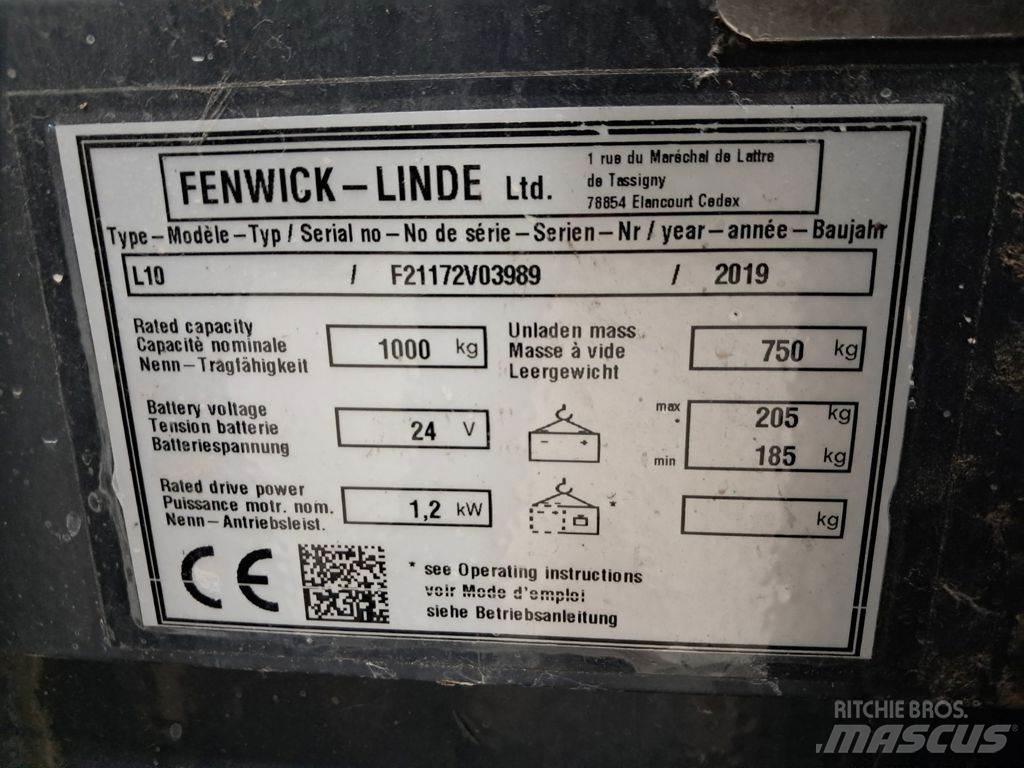 FENWICK-LINDE Ltd.
1 rue du Maréchal de Lattre
de Tassigny
78854 Elancourt Cedex
Type-Modèle-Typ / Serial no-No de série-Serien-Nr / year-année-Baujahr
L10 / F21172V03989 / 2019
Rated capacity
Capacitè nominale
Nenn-Tragfähigkeit
1000 kg
Unladen mass
Masse à vide
Leergewicht
750 kg
Battery voltage
Tension batterie
Batteriespannung
24 V
- +
max 205 kg
*
min 185 kg
Rated drive power
Puissance motr. nom.
Nenn-Antriebsleist.
1,2 kW
*
kg
CE
* see Operating instructions
voir Mode d'emploi
siehe Betriebsanleitung
RITCHIE BROS.
MASCUS